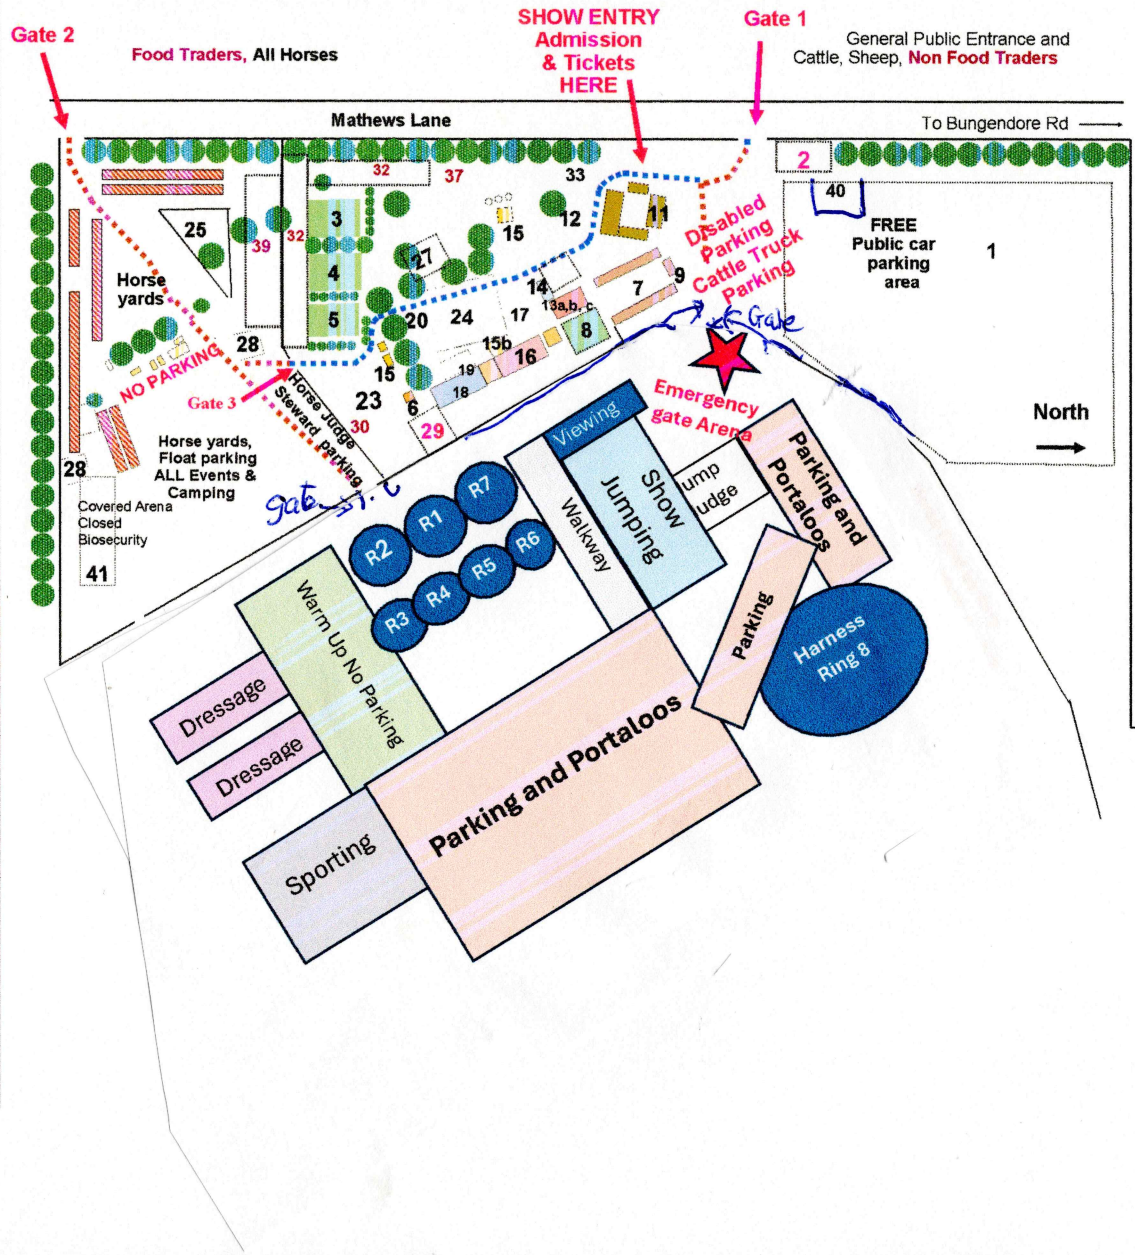 Gate 2
SHOW ENTRY
Admission
& Tickets
HERE
Gate 1
Food Traders, All Horses
General Public Entrance and
Cattle, Sheep, Non Food Traders
Mathews Lane
To Bungendore Rd
2
32
37
33
40
3
15
12
11
25
39
32
FREE
Public car
parking
area
1
Disabled
Parking
Cattle Truck
Parking
27
4
Horse
yards
14
7
9
13a,b, c
5
20
24
17
8
Gate
28
15b
16
NO PARKING
15
19
18
Gate 3
23
6
30
29
Horse Judge
Steward parking
Emergency
gate Arena
North
Horse yards,
Float parking
ALL Events &
Camping
28
gate
Covered Arena
Closed
Biosecurity
41
Viewing
Show
Jumping
ump
udge
Parking and
Portaloos
Walkway
R7
R1
R2
R6
R5
R4
R3
Warm Up No Parking
Parking
Harness
Ring 8
Dressage
Dressage
Parking and Portaloos
Sporting